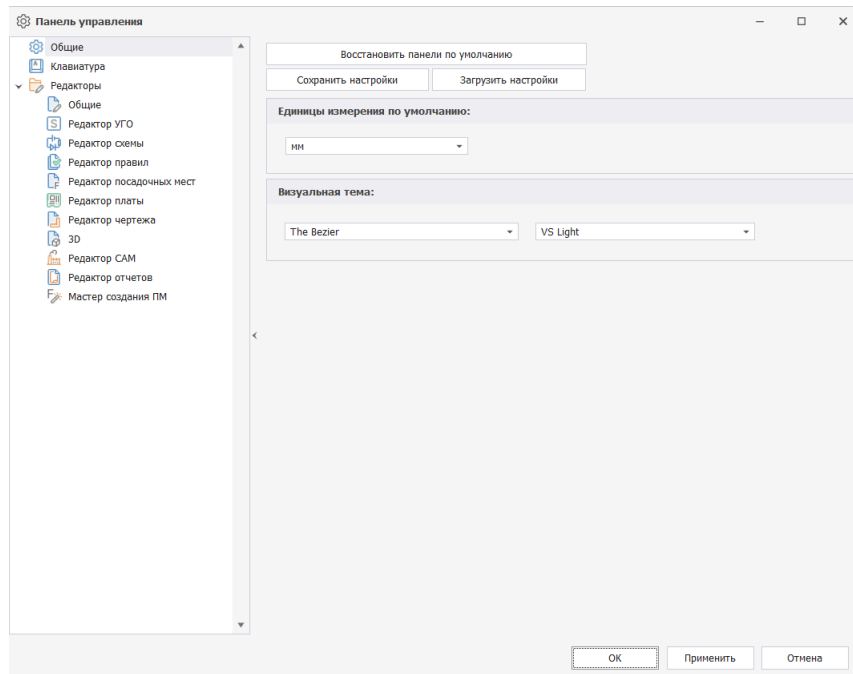 Панель управления
Общие
Клавиатура
Редакторы
Общие
Редактор УГО
Редактор схемы
Редактор правил
Редактор посадочных мест
Редактор платы
Редактор чертежа
3D
Редактор CAM
Редактор отчетов
Мастер создания ПМ
Восстановить панели по умолчанию
Сохранить настройки
Загрузить настройки
Единицы измерения по умолчанию:
мм
Визуальная тема:
The Bezier
VS Light
ОК
Применить
Отмена